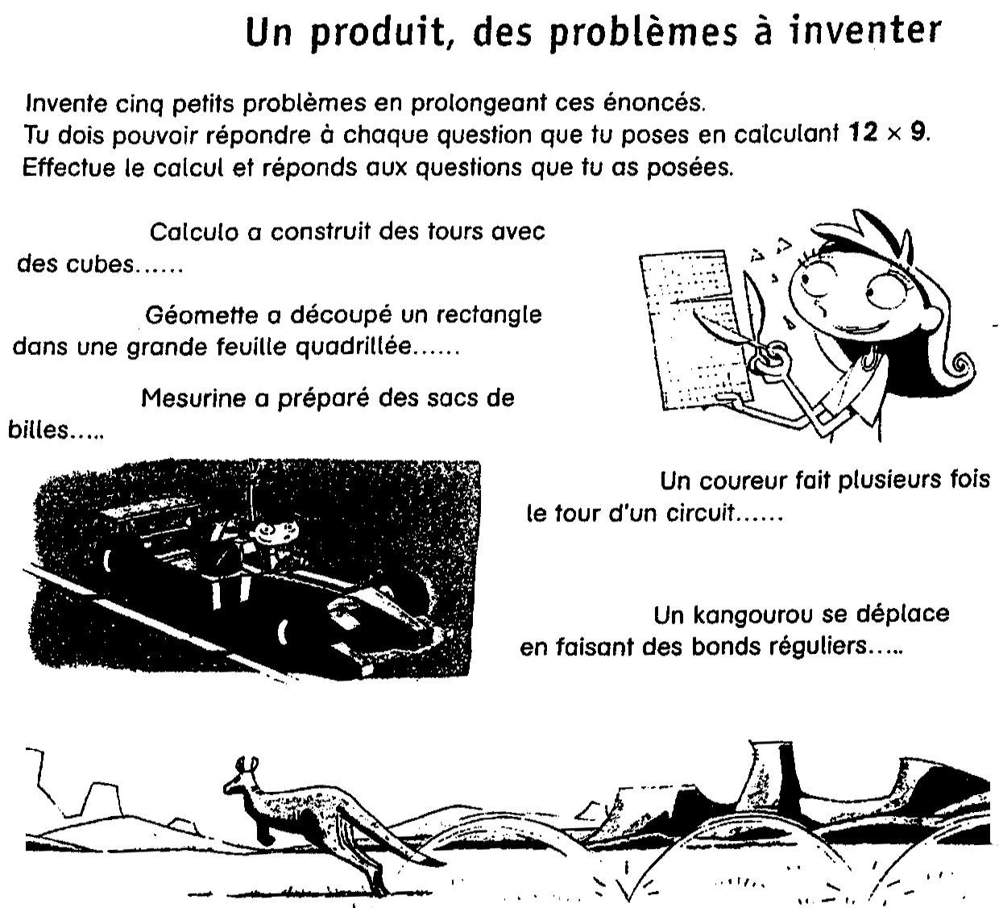 Un produit, des problèmes à inventer
Invente cinq petits problèmes en prolongeant ces énoncés.
Tu dois pouvoir répondre à chaque question que tu poses en calculant 12 × 9.
Effectue le calcul et réponds aux questions que tu as posées.
Calculo a construit des tours avec
des cubes......
Géomette a découpé un rectangle
dans une grande feuille quadrillée......
Mesurine a préparé des sacs de
billes.....
Un coureur fait plusieurs fois
le tour d'un circuit......
Un kangourou se déplace
en faisant des bonds réguliers.....